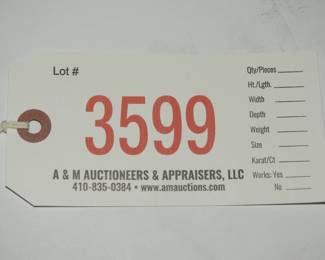 Lot #
3599
A & M AUCTIONEERS & APPRAISERS, LLC
410-835-0384 • www.amauctions.com
Qty/Pieces
Ht./Lgth.
Width
Depth
Weight
Size
Karat/Ct
Works: Yes
No